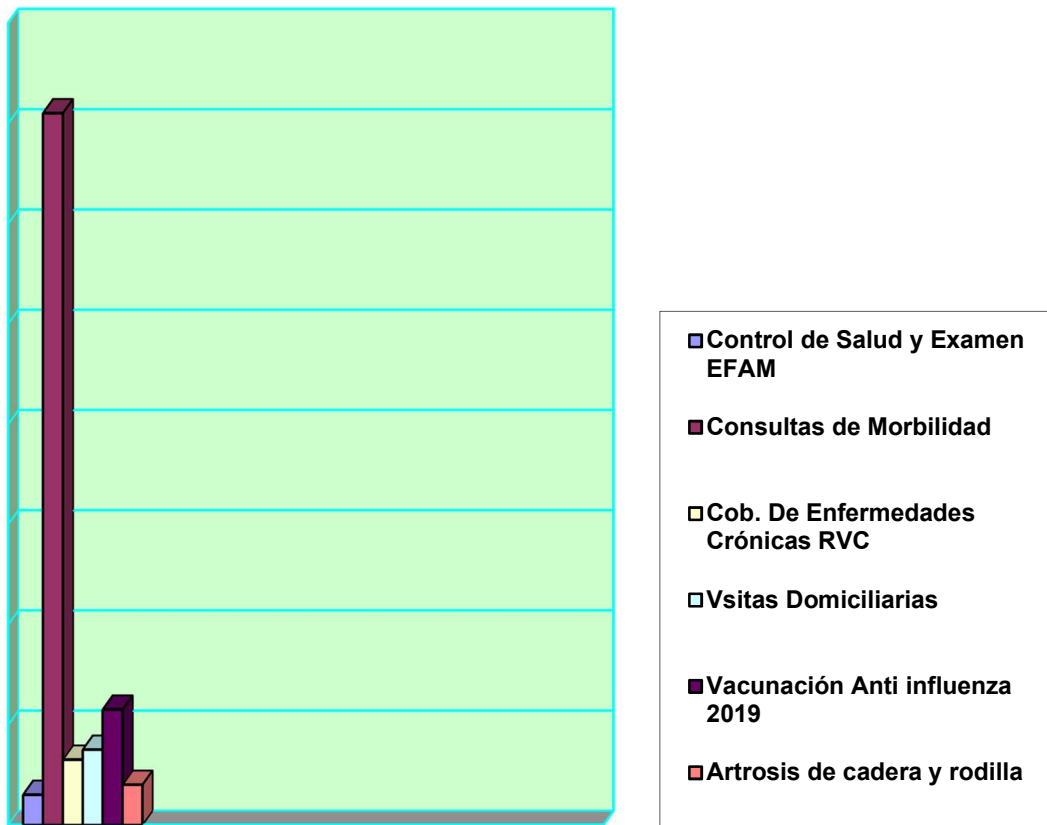 Control de Salud y Examen
EFAM
Consultas de Morbilidad
Cob. De Enfermedades
Crónicas RVC
Vsitas Domiciliarias
Vacunación Anti influenza
2019
Artrosis de cadera y rodilla